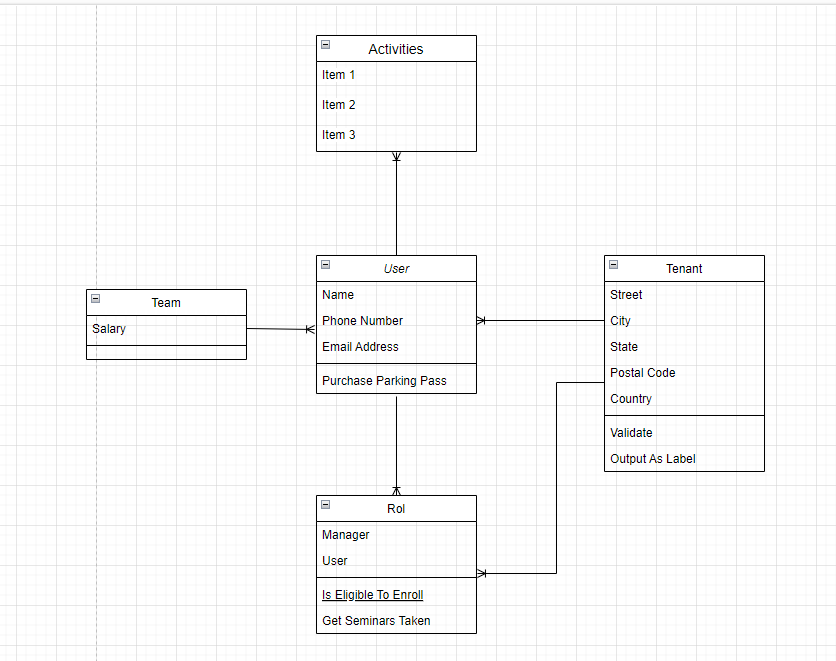 Activities
Item 1
Item 2
Item 3
User
Name
Phone Number
Email Address
Purchase Parking Pass
Team
Salary
Tenant
Street
City
State
Postal Code
Country
Validate
Output As Label
Rol
Manager
User
Is Eligible To Enroll
Get Seminars Taken